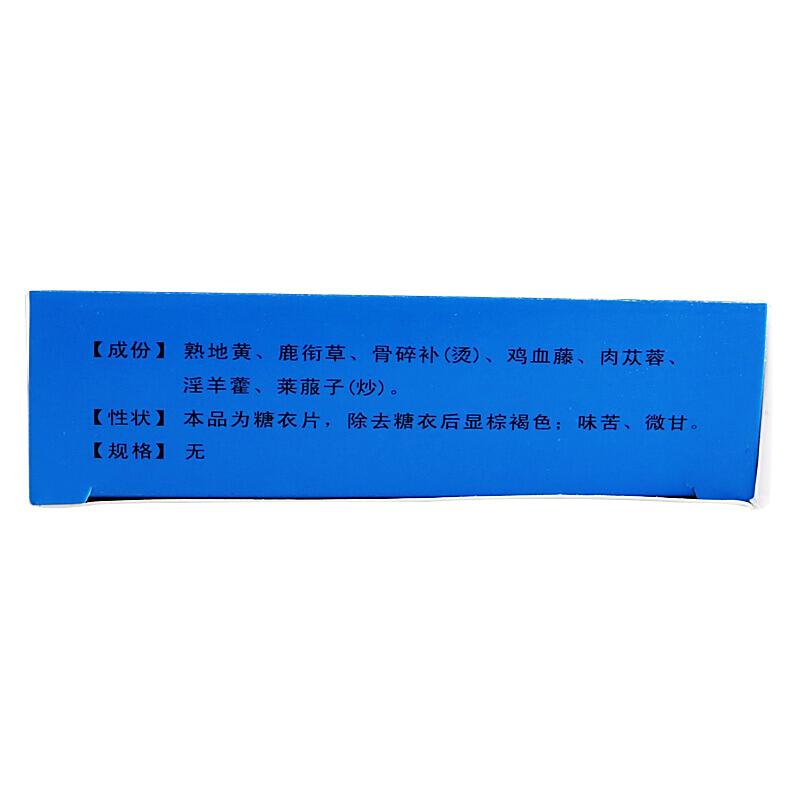 【成份】熟地黄、鹿衔草、骨碎补(烫)、鸡血藤、肉苁蓉、
淫羊藿、莱菔子(炒)。
【性状】本品为糖衣片，除去糖衣后显棕褐色；味苦、微甘。
【规格】无